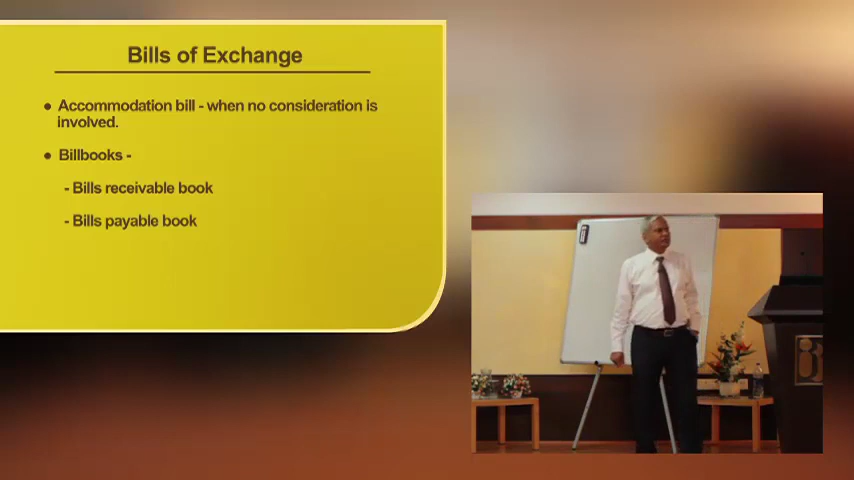 Bills of Exchange
● Accommodation bill - when no consideration is
involved.
● Billbooks -
- Bills receivable book
- Bills payable book